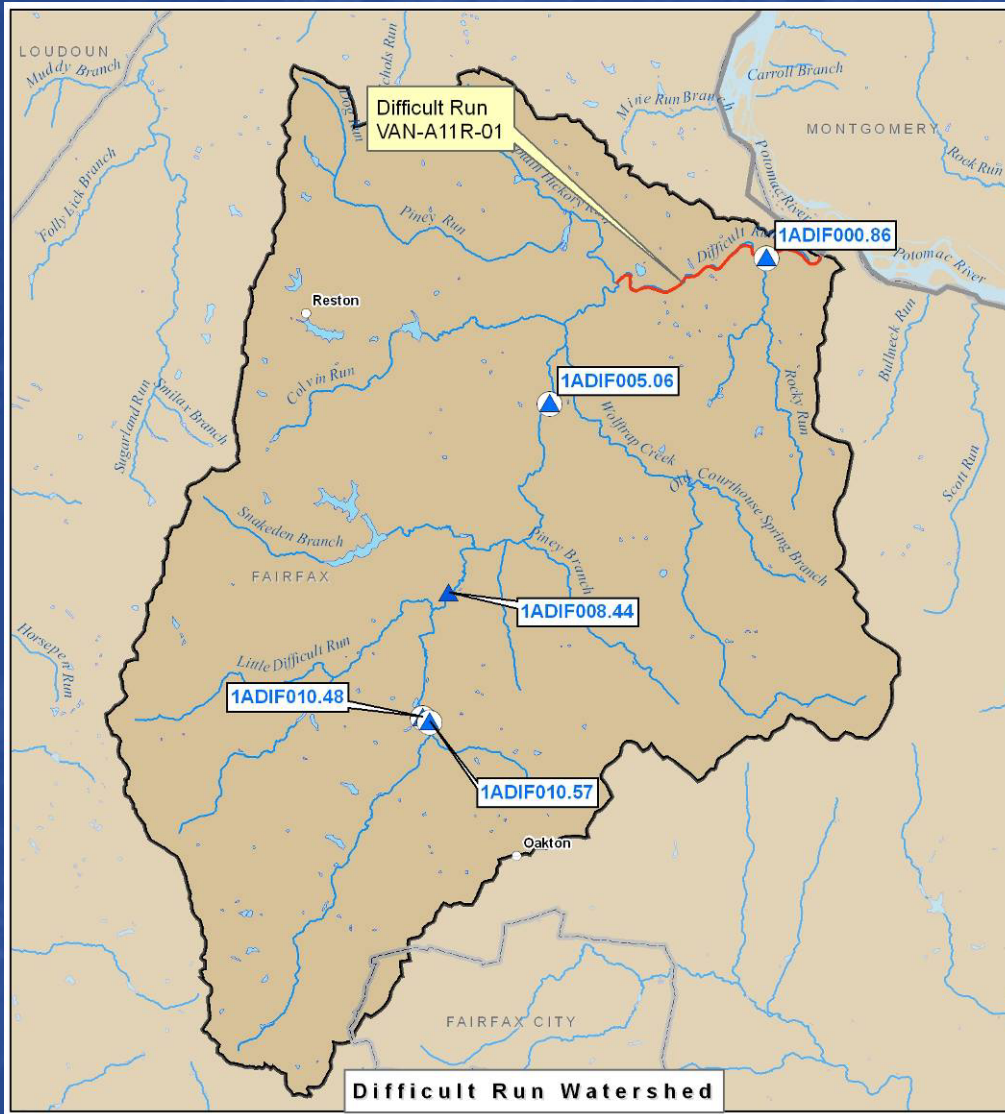 LOUDOUN
Muddy Branch
Carroll Branch
Mine Run Branch
Dog Run
Difficult Run
VAN-A11R-01
MONTGOMERY
Rock Run
Folly Lick Branch
Potomac River
Piney Run
Difficult
1ADIF000.86
Potomac River
Reston
Bullneck Run
Colvin Run
1ADIF005.06
Rocky Run
Sugarland Run
Smilax Branch
Wolftrap Creek
Old Courthouse Spring Branch
Scott Run
Snakeden Branch
Piney Branch
FAIRFAX
1ADIF008.44
Horsepen Run
Little Difficult Run
1ADIF010.48
1ADIF010.57
Oakton
FAIRFAX CITY
Difficult Run Watershed